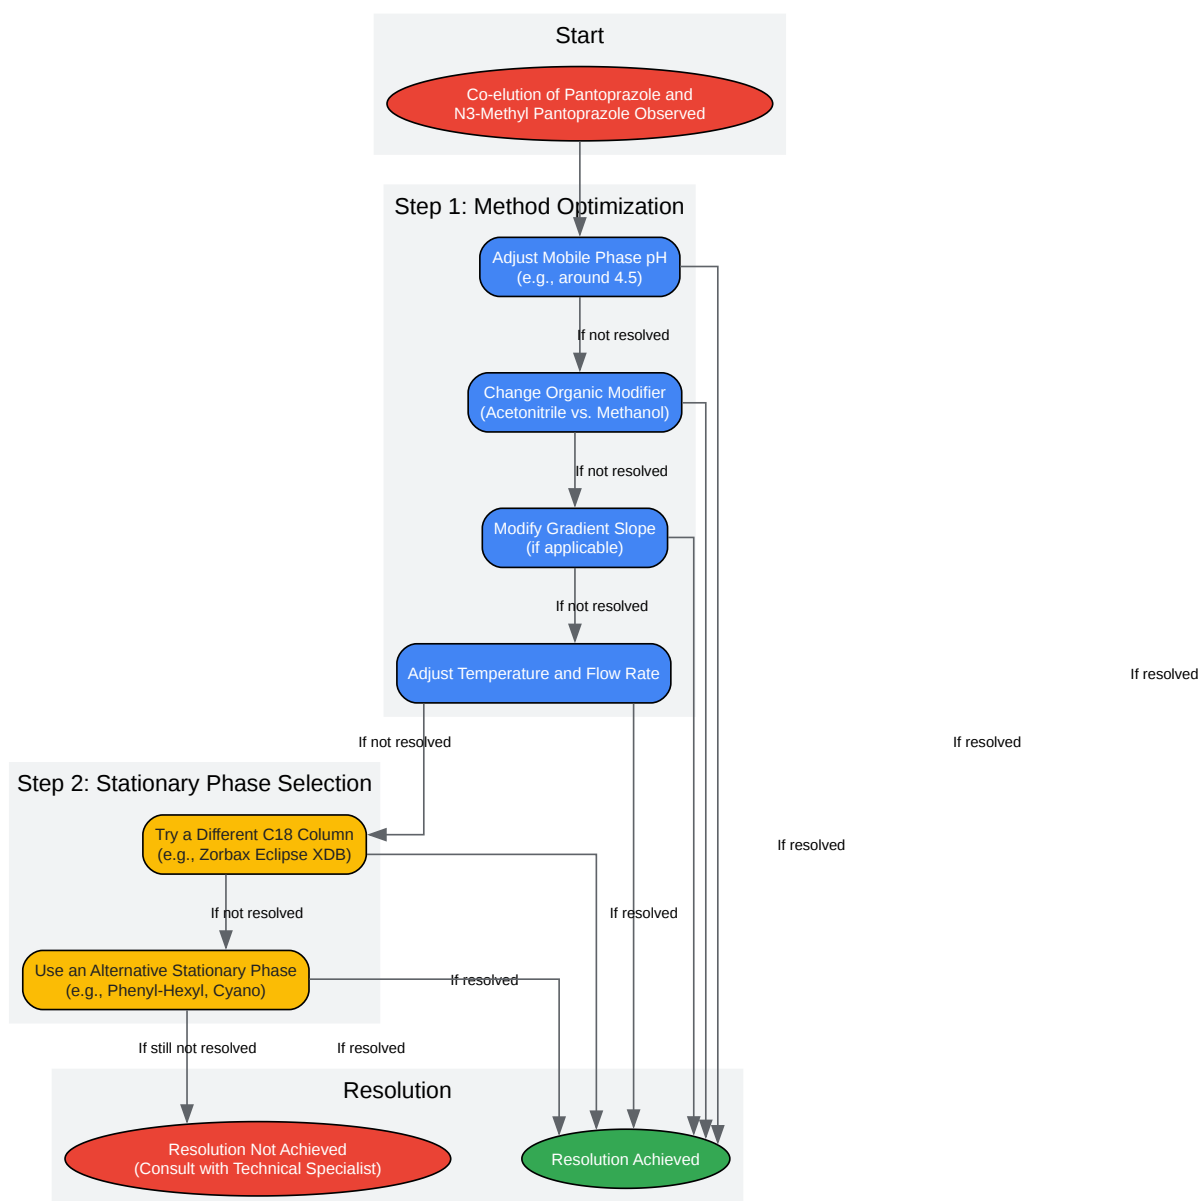 Start
Co-elution of Pantoprazole and
N3-Methyl Pantoprazole Observed
Step 1: Method Optimization
Adjust Mobile Phase pH
(e.g., around 4.5)
If not resolved
Change Organic Modifier
(Acetonitrile vs. Methanol)
If not resolved
Modify Gradient Slope
(if applicable)
If not resolved
Adjust Temperature and Flow Rate
If resolved
If not resolved
If resolved
Step 2: Stationary Phase Selection
Try a Different C18 Column
(e.g., Zorbax Eclipse XDB)
If resolved
If not resolved
If resolved
Use an Alternative Stationary Phase
(e.g., Phenyl-Hexyl, Cyano)
If resolved
If still not resolved
If resolved
Resolution
Resolution Not Achieved
(Consult with Technical Specialist)
Resolution Achieved